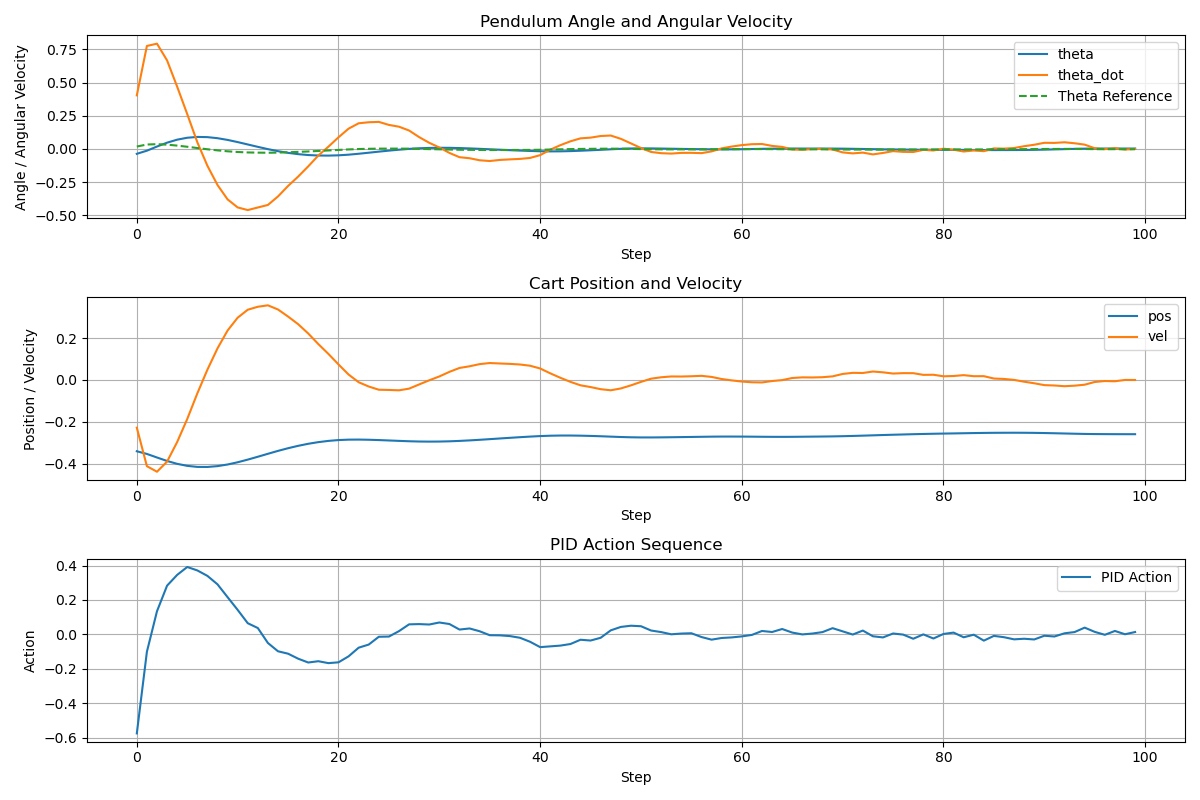 Pendulum Angle and Angular Velocity
Angle / Angular Velocity
0.75
0.50
0.25
0.00
−0.25
−0.50
theta
theta_dot
Theta Reference
0 20 40 60 80 100
Step
Cart Position and Velocity
Position / Velocity
0.2
0.0
−0.2
−0.4
pos
vel
0 20 40 60 80 100
Step
PID Action Sequence
Action
0.4
0.2
0.0
−0.2
−0.4
−0.6
PID Action
0 20 40 60 80 100
Step